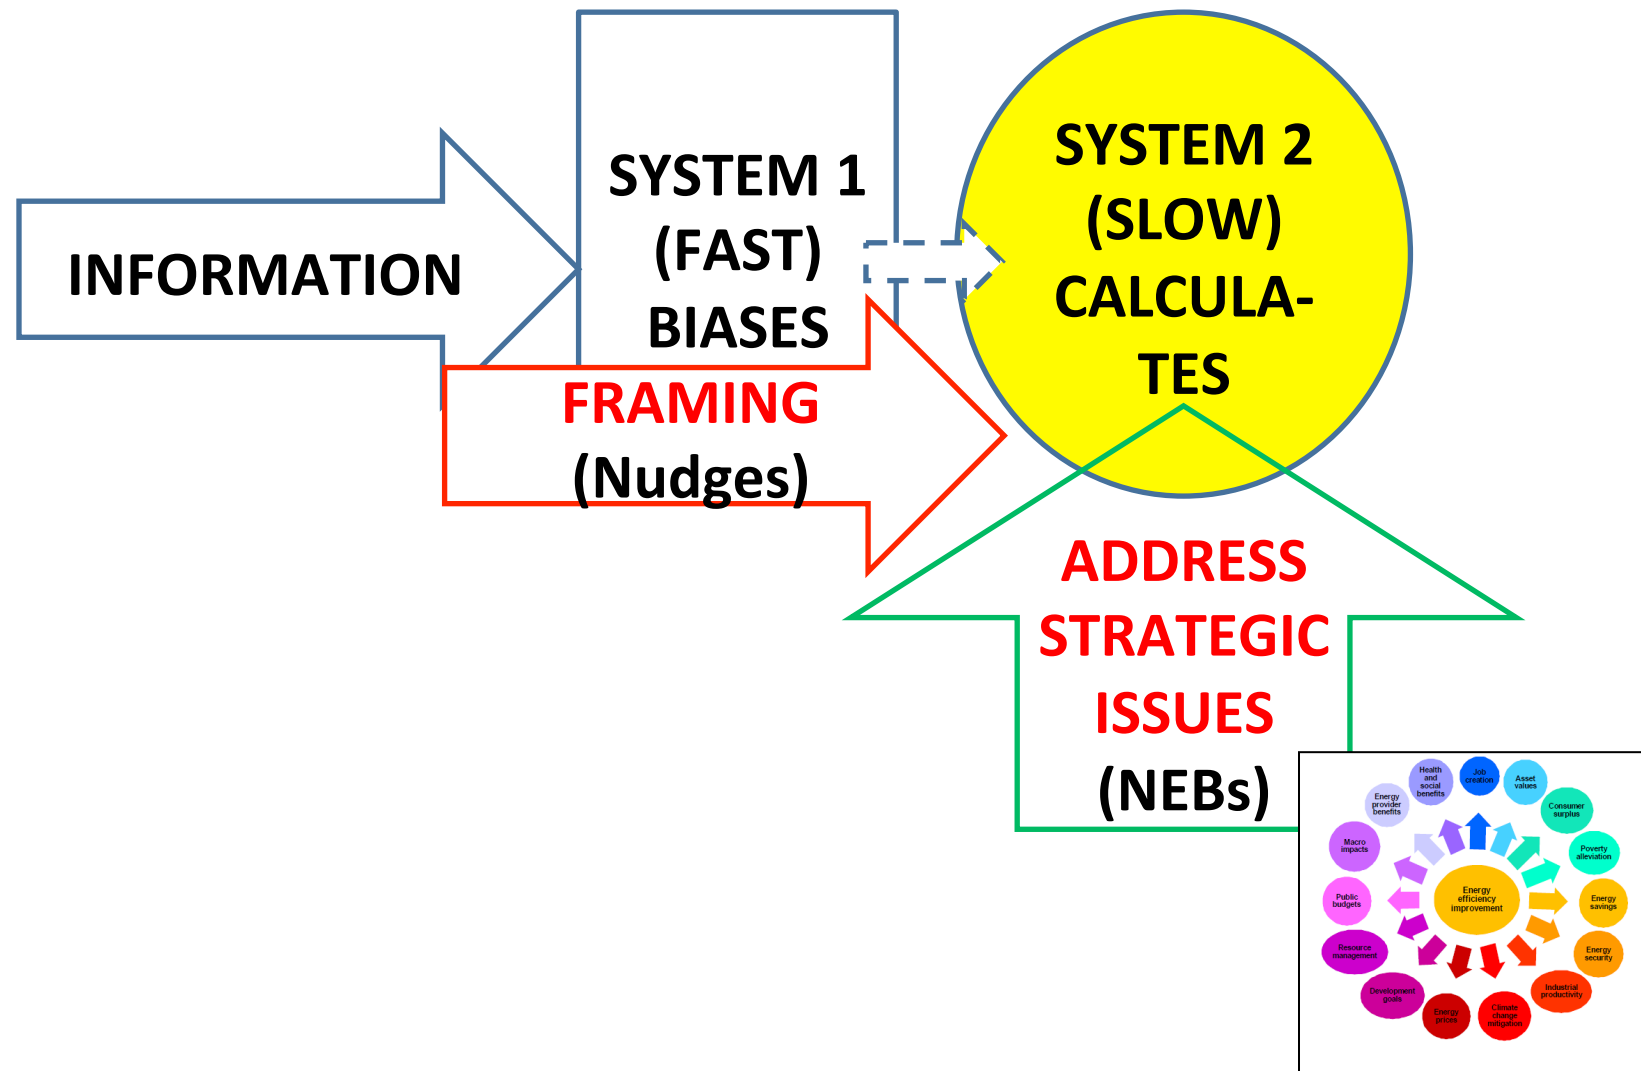 INFORMATION
SYSTEM 1
(FAST)
BIASES
FRAMING
(Nudges)
SYSTEM 2
(SLOW)
CALCULA-
TES
ADDRESS
STRATEGIC
ISSUES
(NEBs)
Energy
efficiency
improvement
Job
creation
Asset
values
Consumer
surplus
Poverty
alleviation
Energy
savings
Energy
security
Industrial
productivity
Climate
change
mitigation
Energy
prices
Development
goals
Resource
management
Public
budgets
Macro
impacts
Energy
provider
benefits
Health
and
social
benefits